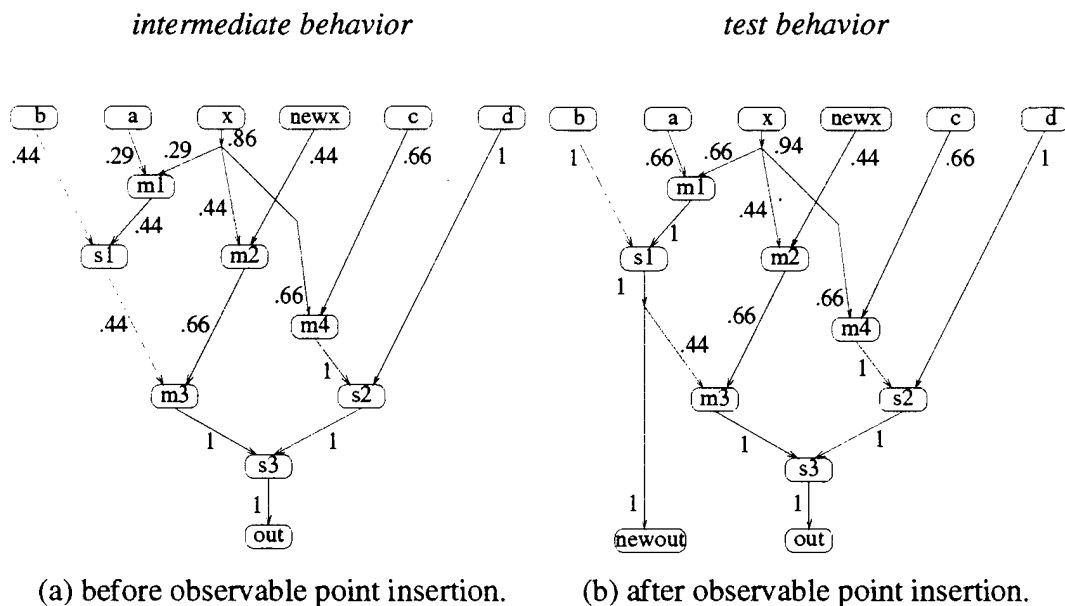 intermediate behavior
test behavior
b a x newx c d
.44 .29 .29 .86 .44 .66 1
m1
.44 .44
s1 m2
.44 .66 .66
m4
1
m3 s2
1 1
s3
1
out
b a x newx c d
1 .66 .66 .94 .44 .66 1
m1
1 .44
s1 m2
1 .66
m4
.44 .66 1
m3 s2
1 1
s3
1 1
newout out
(a) before observable point insertion.
(b) after observable point insertion.